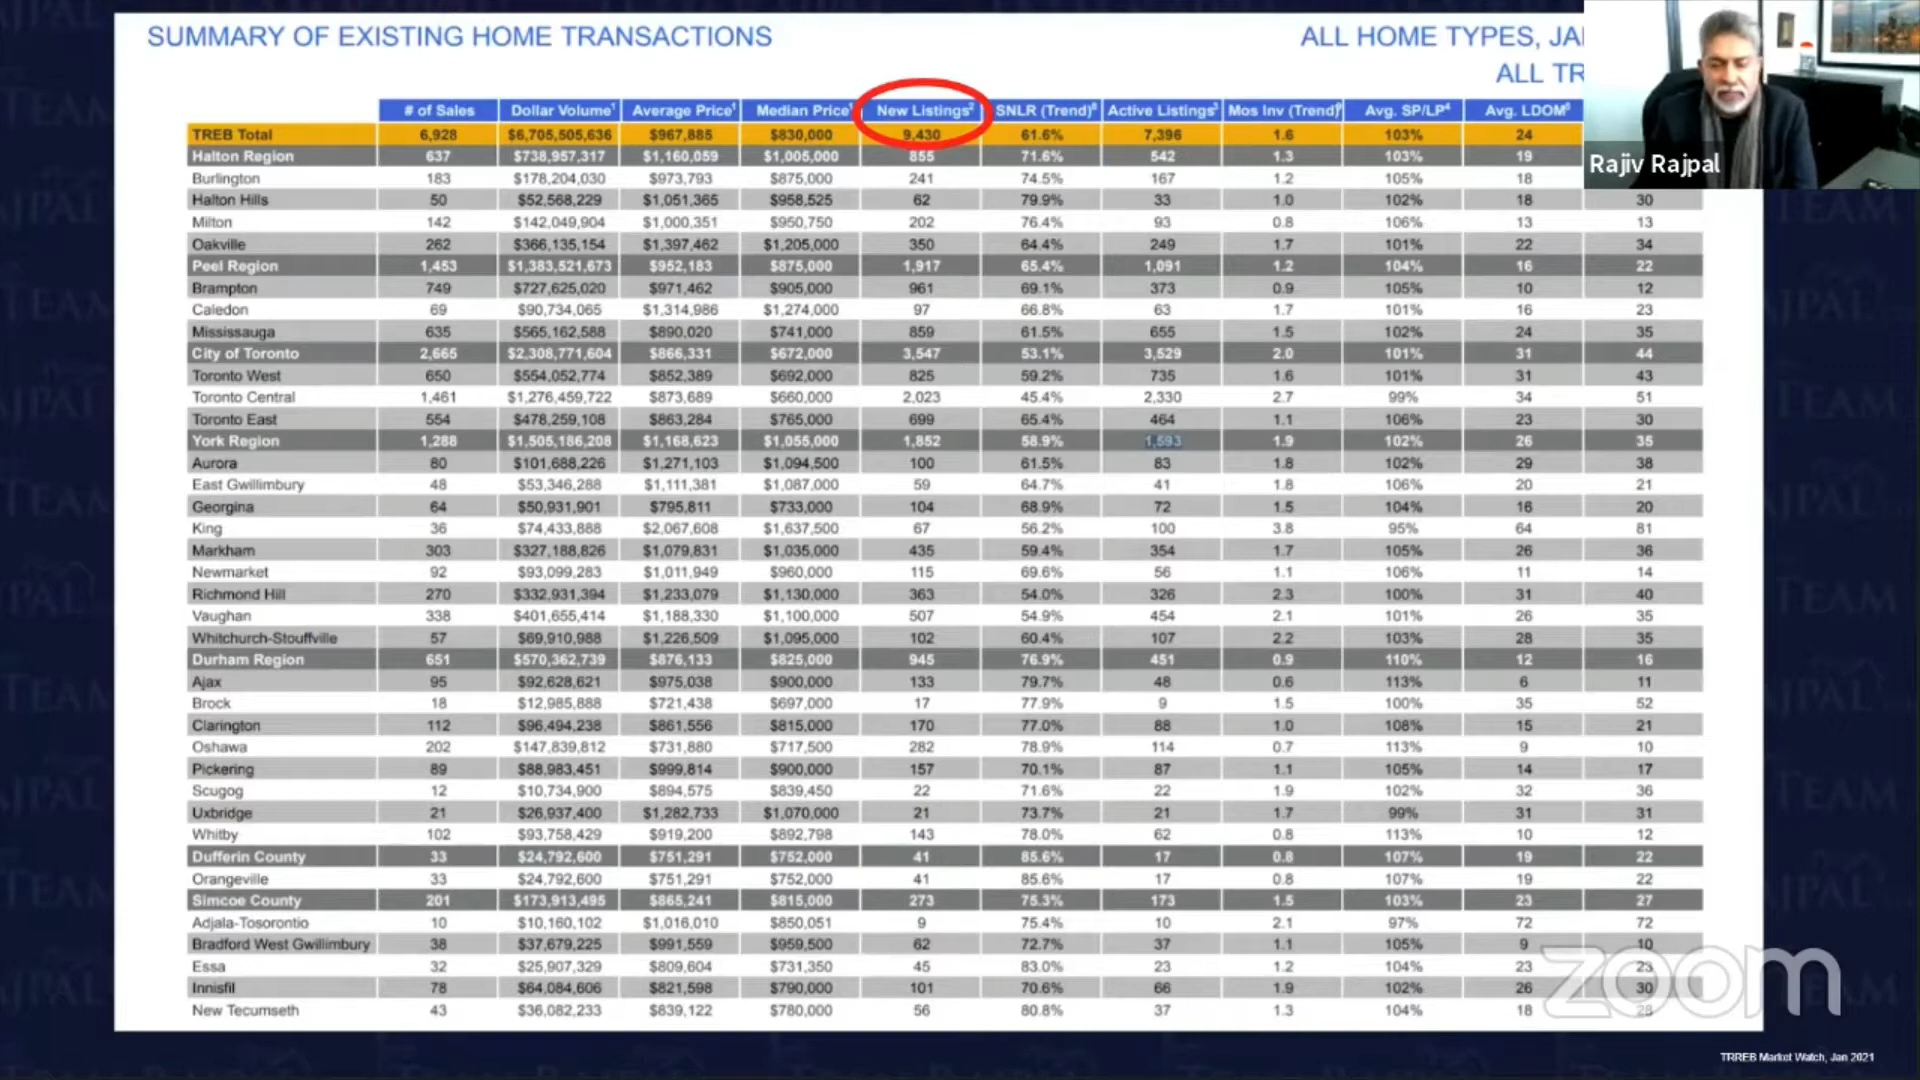 SUMMARY OF EXISTING HOME TRANSACTIONS
ALL HOME TYPES, JA
ALL TR
# of Sales Dollar Volume¹ Average Price¹ Median Price¹ New Listings² SNLR (Trend)⁸ Active Listings³ Mos Inv (Trend)⁹ Avg. SP/LP⁴ Avg. LDOM⁵
TREB Total 6,928 $6,705,505,636 $967,885 $830,000 9,430 61.6% 7,396 1.6 103% 24
Halton Region 637 $738,957,317 $1,160,059 $1,005,000 855 71.6% 542 1.3 103% 19
Burlington 183 $178,204,030 $973,793 $875,000 241 74.5% 167 1.2 105% 18
Halton Hills 50 $52,568,229 $1,051,365 $958,525 62 79.9% 33 1.0 102% 18 30
Milton 142 $142,049,904 $1,000,351 $950,750 202 76.4% 93 0.8 106% 13 13
Oakville 262 $366,135,154 $1,397,462 $1,205,000 350 64.4% 249 1.7 101% 22 34
Peel Region 1,453 $1,383,521,673 $952,183 $875,000 1,917 65.4% 1,091 1.2 104% 16 22
Brampton 749 $727,625,020 $971,462 $905,000 961 69.1% 373 0.9 105% 10 12
Caledon 69 $90,734,065 $1,314,986 $1,274,000 97 66.8% 63 1.7 101% 16 23
Mississauga 635 $565,162,588 $890,020 $741,000 859 61.5% 655 1.5 102% 24 35
City of Toronto 2,665 $2,308,771,604 $866,331 $672,000 3,547 53.1% 3,529 2.0 101% 31 44
Toronto West 650 $554,052,774 $852,389 $692,000 825 59.2% 735 1.6 101% 31 43
Toronto Central 1,461 $1,276,459,722 $873,689 $660,000 2,023 45.4% 2,330 2.7 99% 34 51
Toronto East 554 $478,259,108 $863,284 $765,000 699 65.4% 464 1.1 106% 23 30
York Region 1,288 $1,505,186,208 $1,168,623 $1,055,000 1,852 58.9% 1,593 1.9 102% 26 35
Aurora 80 $101,688,226 $1,271,103 $1,094,500 100 61.5% 83 1.8 102% 29 38
East Gwillimbury 48 $53,346,288 $1,111,381 $1,087,000 59 64.7% 41 1.8 106% 20 21
Georgina 64 $50,931,901 $795,811 $733,000 104 68.9% 72 1.5 104% 16 20
King 36 $74,433,888 $2,067,608 $1,637,500 67 56.2% 100 3.8 95% 64 81
Markham 303 $327,188,826 $1,079,831 $1,035,000 435 59.4% 354 1.7 105% 26 36
Newmarket 92 $93,099,283 $1,011,949 $960,000 115 69.6% 56 1.1 106% 11 14
Richmond Hill 270 $332,931,394 $1,233,079 $1,130,000 363 54.0% 326 2.3 100% 31 40
Vaughan 338 $401,655,414 $1,188,330 $1,100,000 507 54.9% 454 2.1 101% 26 35
Whitchurch-Stouffville 57 $69,910,988 $1,226,509 $1,095,000 102 60.4% 107 2.2 103% 28 35
Durham Region 651 $570,362,739 $876,133 $825,000 945 76.9% 451 0.9 110% 12 16
Ajax 95 $92,628,621 $975,038 $900,000 133 79.7% 48 0.6 113% 6 11
Brock 18 $12,985,888 $721,438 $697,000 17 77.9% 9 1.5 100% 35 52
Clarington 112 $96,494,238 $861,556 $815,000 170 77.0% 88 1.0 108% 15 21
Oshawa 202 $147,839,812 $731,880 $717,500 282 78.9% 114 0.7 113% 9 10
Pickering 89 $88,983,451 $999,814 $900,000 157 70.1% 87 1.1 105% 14 17
Scugog 12 $10,734,900 $894,575 $839,450 22 71.6% 22 1.9 102% 32 36
Uxbridge 21 $26,937,400 $1,282,733 $1,070,000 21 73.7% 21 1.7 99% 31 31
Whitby 102 $93,758,429 $919,200 $892,798 143 78.0% 62 0.8 113% 10 12
Dufferin County 33 $24,792,600 $751,291 $752,000 41 85.6% 17 0.8 107% 19 22
Orangeville 33 $24,792,600 $751,291 $752,000 41 85.6% 17 0.8 107% 19 22
Simcoe County 201 $173,913,495 $865,241 $815,000 273 75.3% 173 1.5 103% 23 27
Adjala-Tosorontio 10 $10,160,102 $1,016,010 $850,051 9 75.4% 10 2.1 97% 72 72
Bradford West Gwillimbury 38 $37,679,225 $991,559 $959,500 62 72.7% 37 1.1 105% 9 10
Essa 32 $25,907,329 $809,604 $731,350 45 83.0% 23 1.2 104% 23 23
Innisfil 78 $64,084,606 $821,598 $790,000 101 70.6% 66 1.9 102% 26 30
New Tecumseth 43 $36,082,233 $839,122 $780,000 56 80.8% 37 1.3 104% 18 28
Rajiv Rajpal
zoom
TRREB Market Watch, Jan 2021